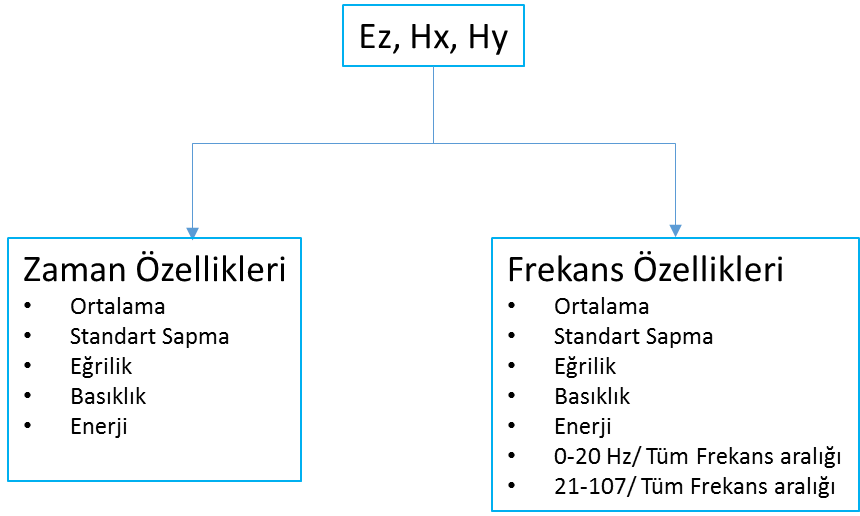 Ez, Hx, Hy
Zaman Özellikleri
• Ortalama
• Standart Sapma
• Eğrilik
• Basıklık
• Enerji
Frekans Özellikleri
• Ortalama
• Standart Sapma
• Eğrilik
• Basıklık
• Enerji
• 0-20 Hz/ Tüm Frekans aralığı
• 21-107/ Tüm Frekans aralığı